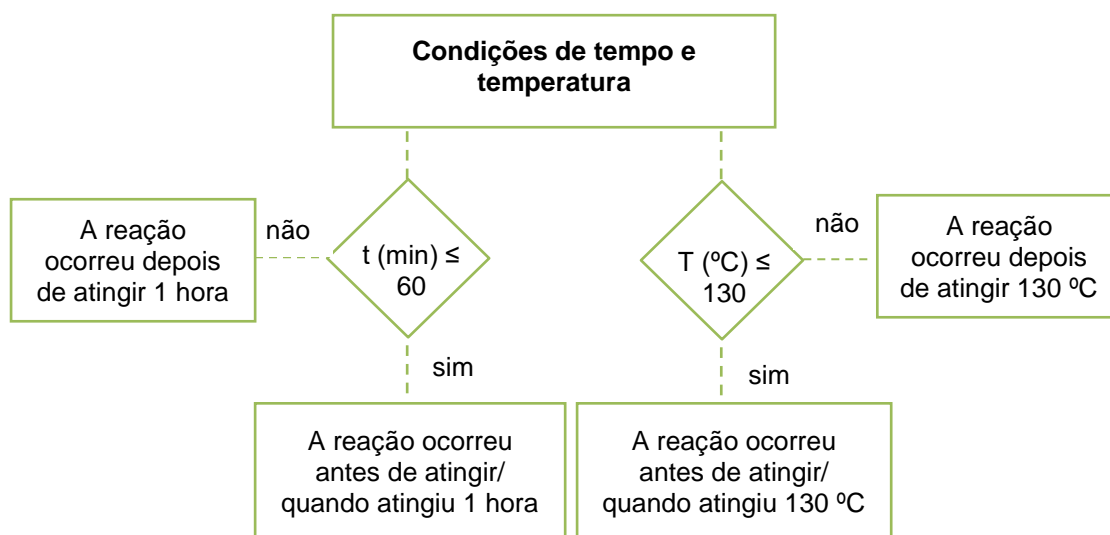 Condições de tempo e
temperatura
A reação
ocorreu depois
de atingir 1 hora
não
t (min) ≤
60
sim
A reação ocorreu
antes de atingir/
quando atingiu 1 hora
T (ºC) ≤
130
não
A reação
ocorreu depois
de atingir 130 ºC
sim
A reação ocorreu
antes de atingir/
quando atingiu 130 ºC